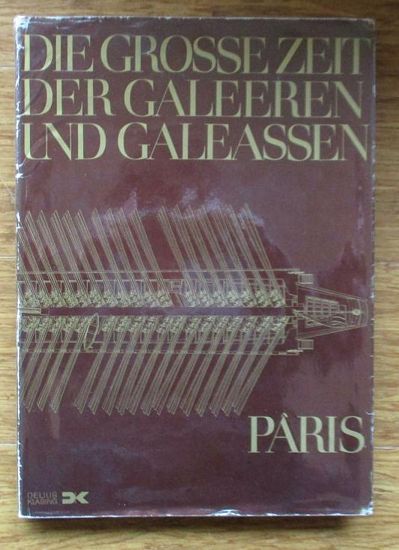 DIE GROSSE ZEIT
DER GALEEREN
UND GALEASSEN
PÂRIS
DELIUS
KLASING